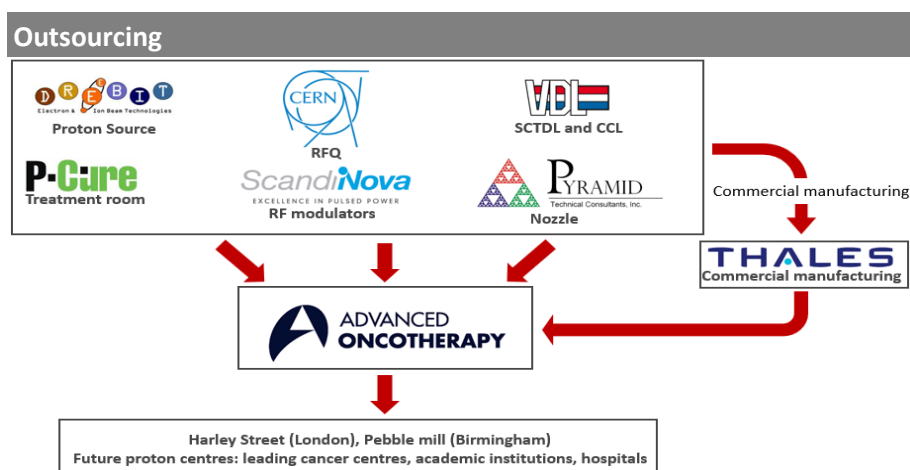 Outsourcing
DREEBIT
Electron & Ion Beam Technologies
Proton Source
CERN
RFQ
VDL
SCTDL and CCL
P-Cure
Treatment room
ScandiNova
EXCELLENCE IN PULSED POWER
RF modulators
PYRAMID
Technical Consultants, Inc.
Nozzle
Commercial manufacturing
THALES
Commercial manufacturing
ADVANCED
ONCOTHERAPY
Harley Street (London), Pebble mill (Birmingham)
Future proton centres: leading cancer centres, academic institutions, hospitals